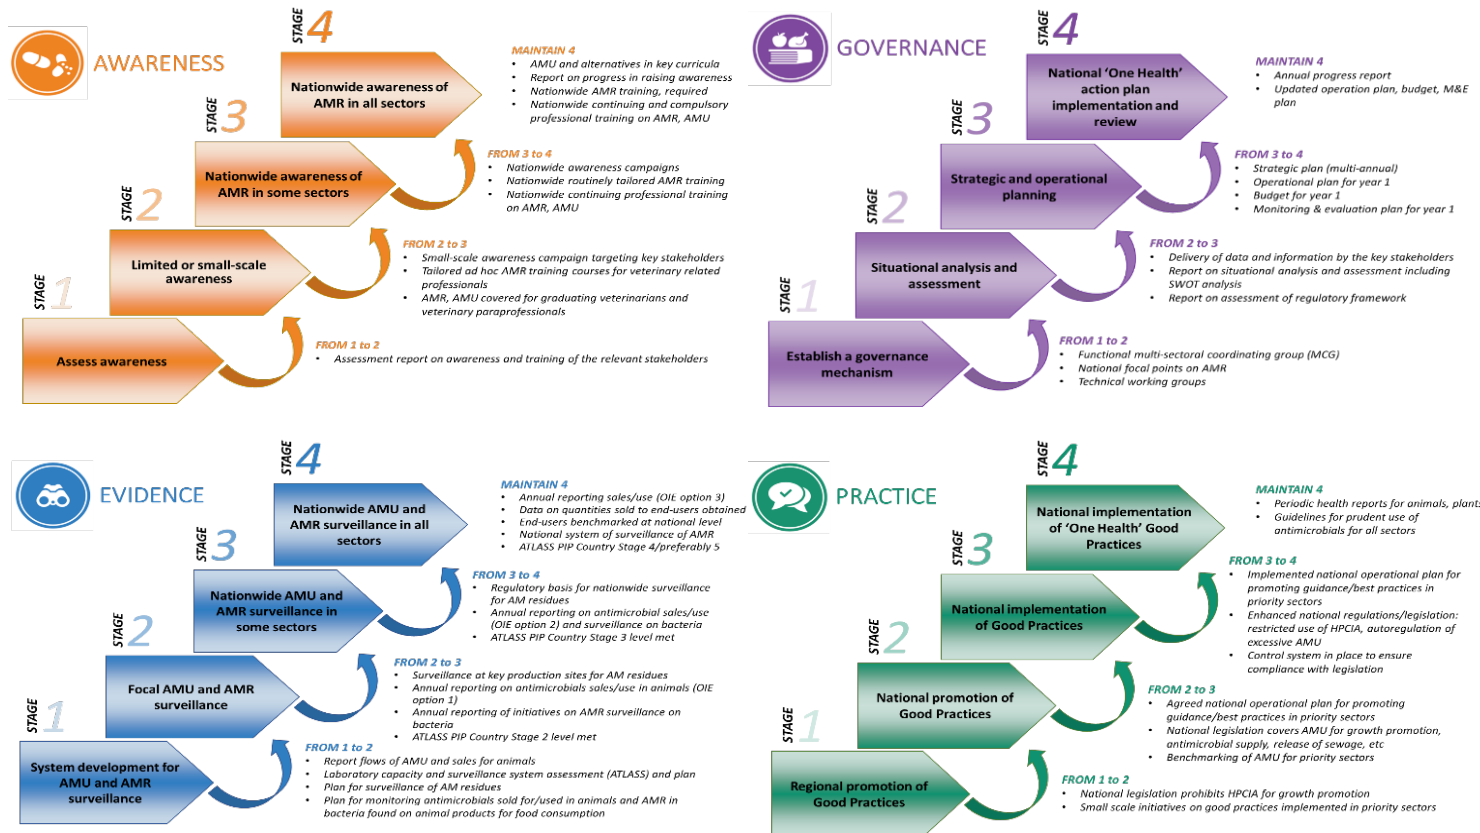 AWARENESS
STAGE 4
Nationwide awareness of
AMR in all sectors
MAINTAIN 4
• AMU and alternatives in key curricula
• Report on progress in raising awareness
• Nationwide AMR training, required
• Nationwide continuing and compulsory
professional training on AMR, AMU
STAGE 3
Nationwide awareness of
AMR in some sectors
FROM 3 to 4
• Nationwide awareness campaigns
• Nationwide routinely tailored AMR training
• Nationwide continuing professional training
on AMR, AMU
STAGE 2
Limited or small-scale
awareness
FROM 2 to 3
• Small-scale awareness campaign targeting key stakeholders
• Tailored ad hoc AMR training courses for veterinary related
professionals
• AMR, AMU covered for graduating veterinarians and
veterinary paraprofessionals
STAGE 1
Assess awareness
FROM 1 to 2
• Assessment report on awareness and training of the relevant stakeholders
GOVERNANCE
STAGE 4
National ‘One Health’
action plan
implementation and
review
MAINTAIN 4
• Annual progress report
• Updated operation plan, budget, M&E
plan
STAGE 3
Strategic and operational
planning
FROM 3 to 4
• Strategic plan (multi-annual)
• Operational plan for year 1
• Budget for year 1
• Monitoring & evaluation plan for year 1
STAGE 2
Situational analysis and
assessment
FROM 2 to 3
• Delivery of data and information by the key stakeholders
• Report on situational analysis and assessment including
SWOT analysis
• Report on assessment of regulatory framework
STAGE 1
Establish a governance
mechanism
FROM 1 to 2
• Functional multi-sectoral coordinating group (MCG)
• National focal points on AMR
• Technical working groups
EVIDENCE
STAGE 4
Nationwide AMU and
AMR surveillance in all
sectors
MAINTAIN 4
• Annual reporting sales/use (OIE option 3)
• Data on quantities sold to end-users obtained
• End-users benchmarked at national level
• National system of surveillance of AMR
• ATLASS PIP Country Stage 4/preferably 5
STAGE 3
Nationwide AMU and
AMR surveillance in
some sectors
FROM 3 to 4
• Regulatory basis for nationwide surveillance
for AM residues
• Annual reporting on antimicrobial sales/use
(OIE option 2) and surveillance on bacteria
• ATLASS PIP Country Stage 3 level met
STAGE 2
Focal AMU and AMR
surveillance
FROM 2 to 3
• Surveillance at key production sites for AM residues
• Annual reporting on antimicrobials sales/use in animals (OIE
option 1)
• Annual reporting of initiatives on AMR surveillance on
bacteria
• ATLASS PIP Country Stage 2 level met
STAGE 1
System development for
AMU and AMR
surveillance
FROM 1 to 2
• Report flows of AMU and sales for animals
• Laboratory capacity and surveillance system assessment (ATLASS) and plan
• Plan for surveillance of AM residues
• Plan for monitoring antimicrobials sold for/used in animals and AMR in
bacteria found on animal products for food consumption
PRACTICE
STAGE 4
National implementation
of ‘One Health’ Good
Practices
MAINTAIN 4
• Periodic health reports for animals, plants
• Guidelines for prudent use of
antimicrobials for all sectors
STAGE 3
National implementation
of Good Practices
FROM 3 to 4
• Implemented national operational plan for
promoting guidance/best practices in
priority sectors
• Enhanced national regulations/legislation:
restricted use of HPCIA, autoregulation of
excessive AMU
• Control system in place to ensure
compliance with legislation
STAGE 2
National promotion of
Good Practices
FROM 2 to 3
• Agreed national operational plan for promoting
guidance/best practices in priority sectors
• National legislation covers AMU for growth promotion,
antimicrobial supply, release of sewage, etc
• Benchmarking of AMU for priority sectors
STAGE 1
Regional promotion of
Good Practices
FROM 1 to 2
• National legislation prohibits HPCIA for growth promotion
• Small scale initiatives on good practices implemented in priority sectors